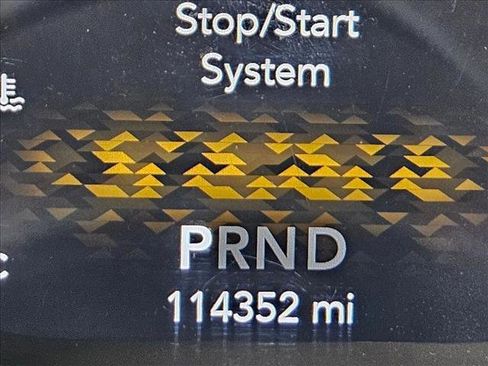 Stop/Start
System
PRND
114352 mi